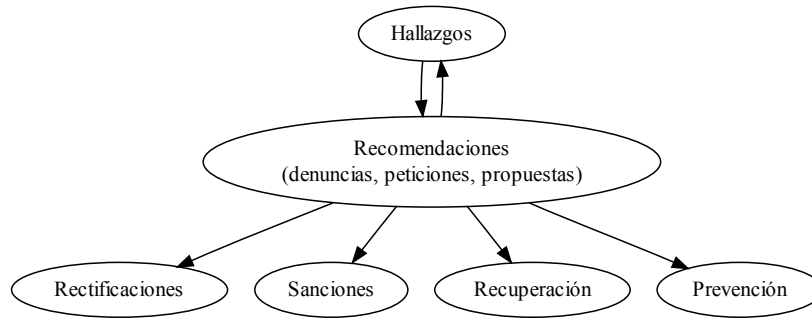 Hallazgos
Recomendaciones
(denuncias, peticiones, propuestas)
Rectificaciones
Sanciones
Recuperación
Prevención